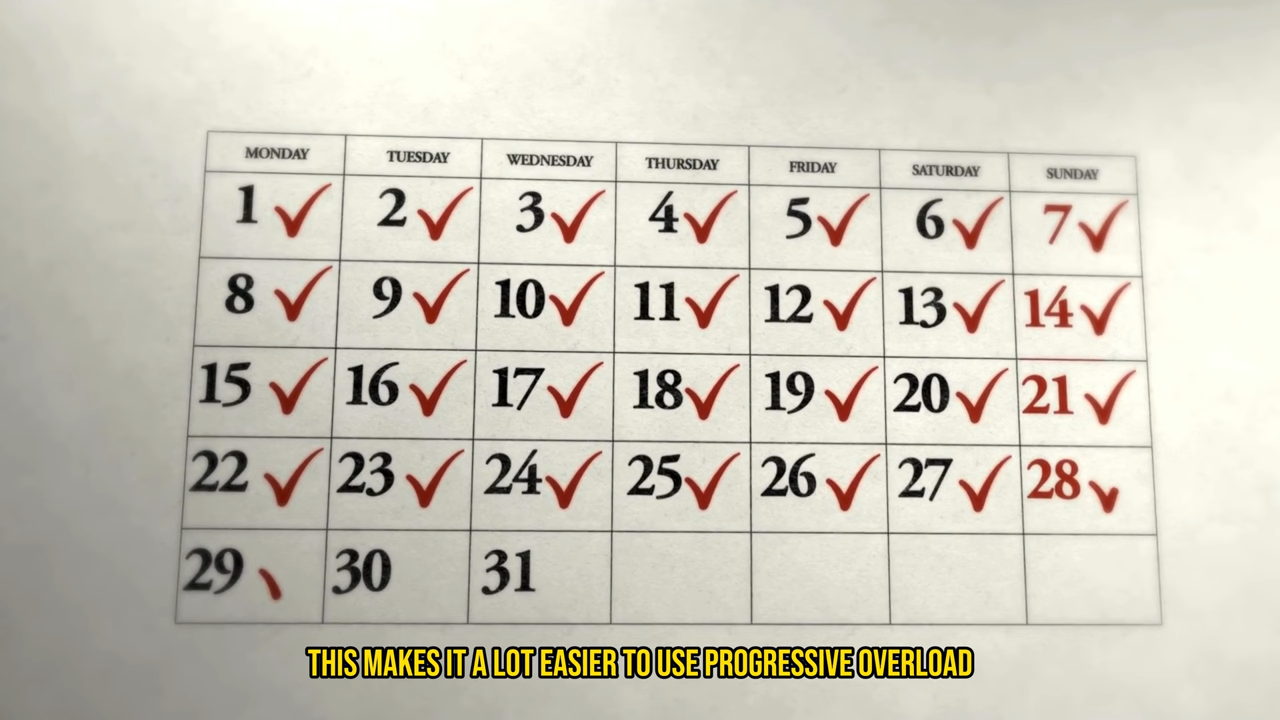 MONDAY TUESDAY WEDNESDAY THURSDAY FRIDAY SATURDAY SUNDAY
1 2 3 4 5 6 7
8 9 10 11 12 13 14
15 16 17 18 19 20 21
22 23 24 25 26 27 28
29 30 31
THIS MAKES IT A LOT EASIER TO USE PROGRESSIVE OVERLOAD